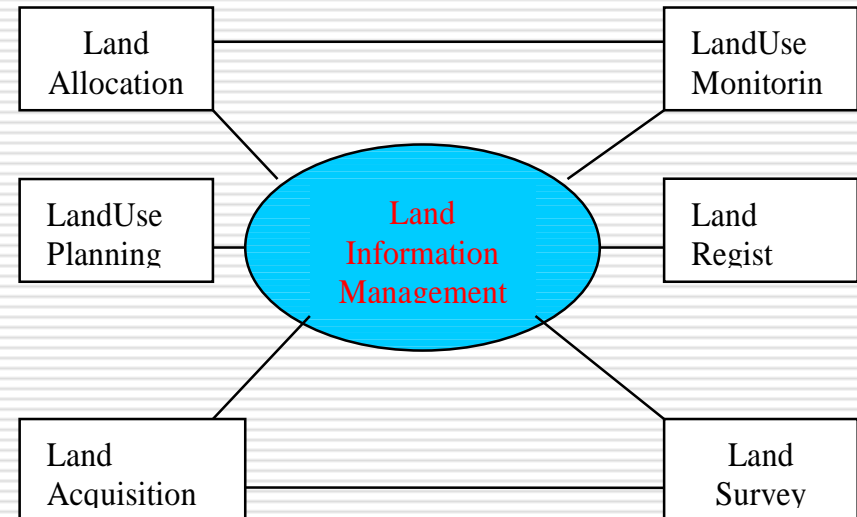 Land
Allocation
LandUse
Monitorin
LandUse
Planning
Land
Information
Management
Land
Regist
Land
Acquisition
Land
Survey